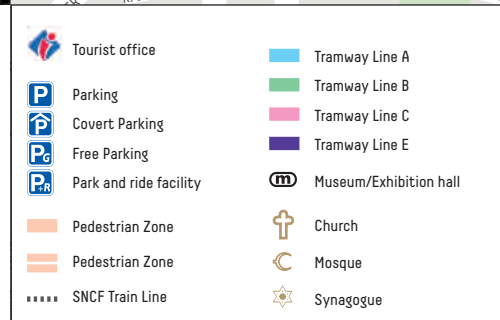 Tourist office
P Parking
P Covert Parking
PG Free Parking
P+R Park and ride facility
Pedestrian Zone
Pedestrian Zone
SNCF Train Line
Tramway Line A
Tramway Line B
Tramway Line C
Tramway Line E
m Museum/Exhibition hall
Church
Mosque
Synagogue